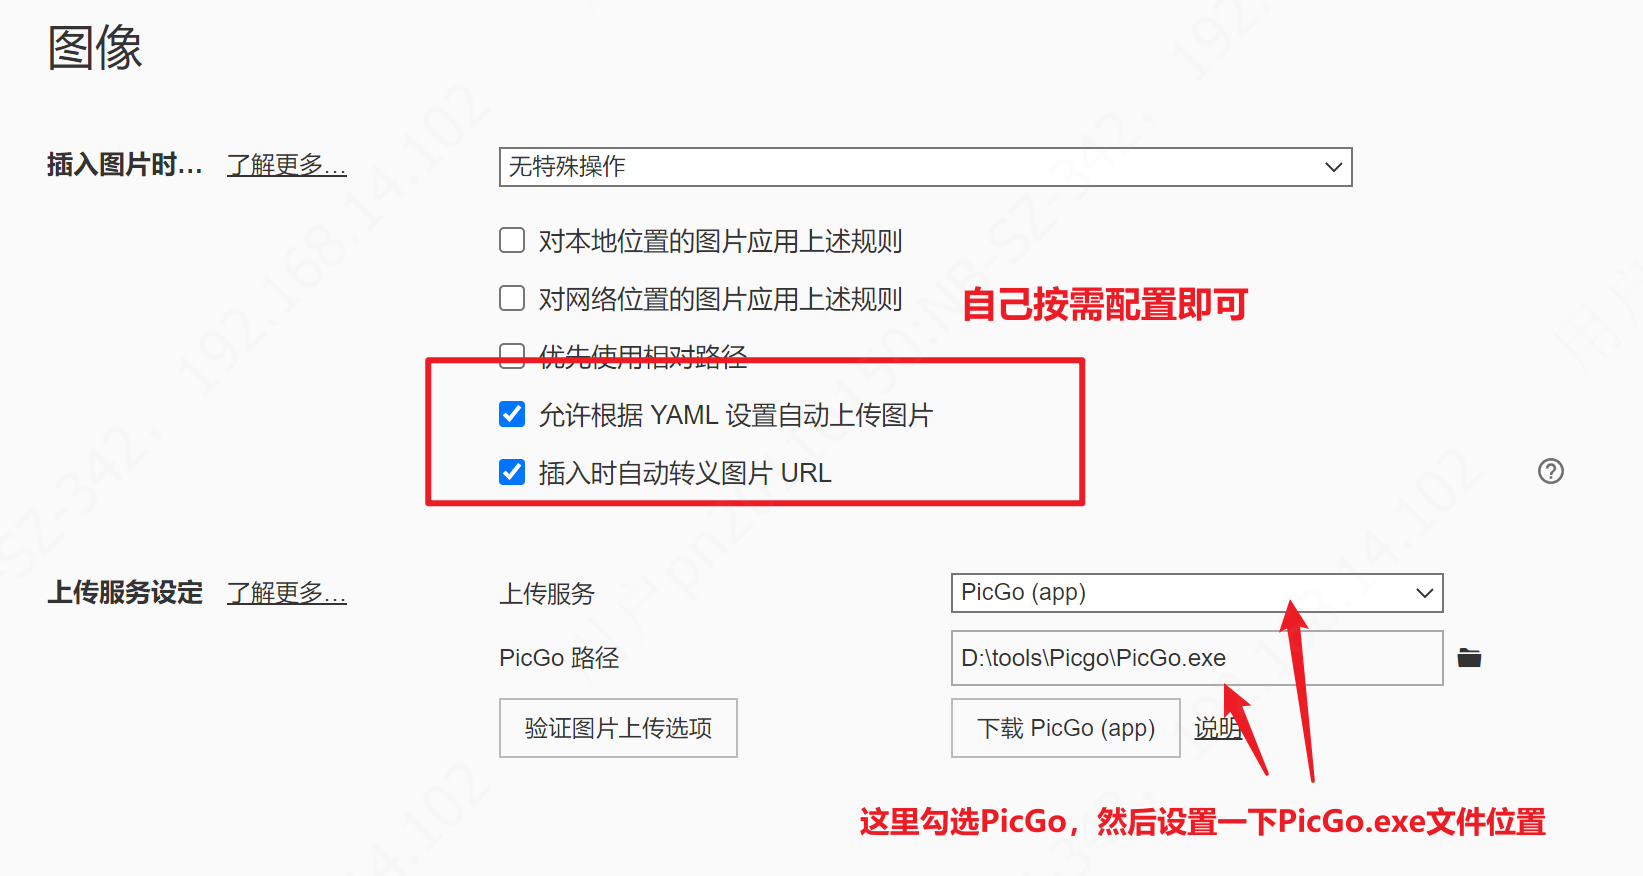 图像
插入图片时... 了解更多... 无特殊操作
对本地位置的图片应用上述规则
对网络位置的图片应用上述规则
自己按需配置即可
优先使用相对路径
允许根据 YAML 设置自动上传图片
插入时自动转义图片 URL
上传服务设定 了解更多... 上传服务 PicGo (app)
PicGo 路径 D:\tools\Picgo\PicGo.exe
验证图片上传选项 下载 PicGo (app) 说明
这里勾选PicGo，然后设置一下PicGo.exe文件位置